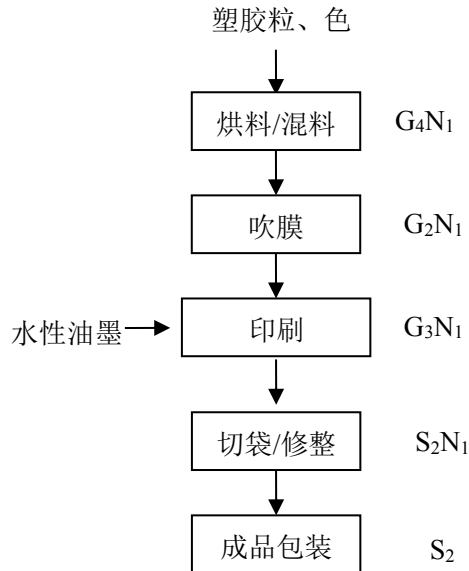 塑胶粒、色
烘料/混料 G₄N₁
吹膜 G₂N₁
水性油墨 印刷 G₃N₁
切袋/修整 S₂N₁
成品包装 S₂